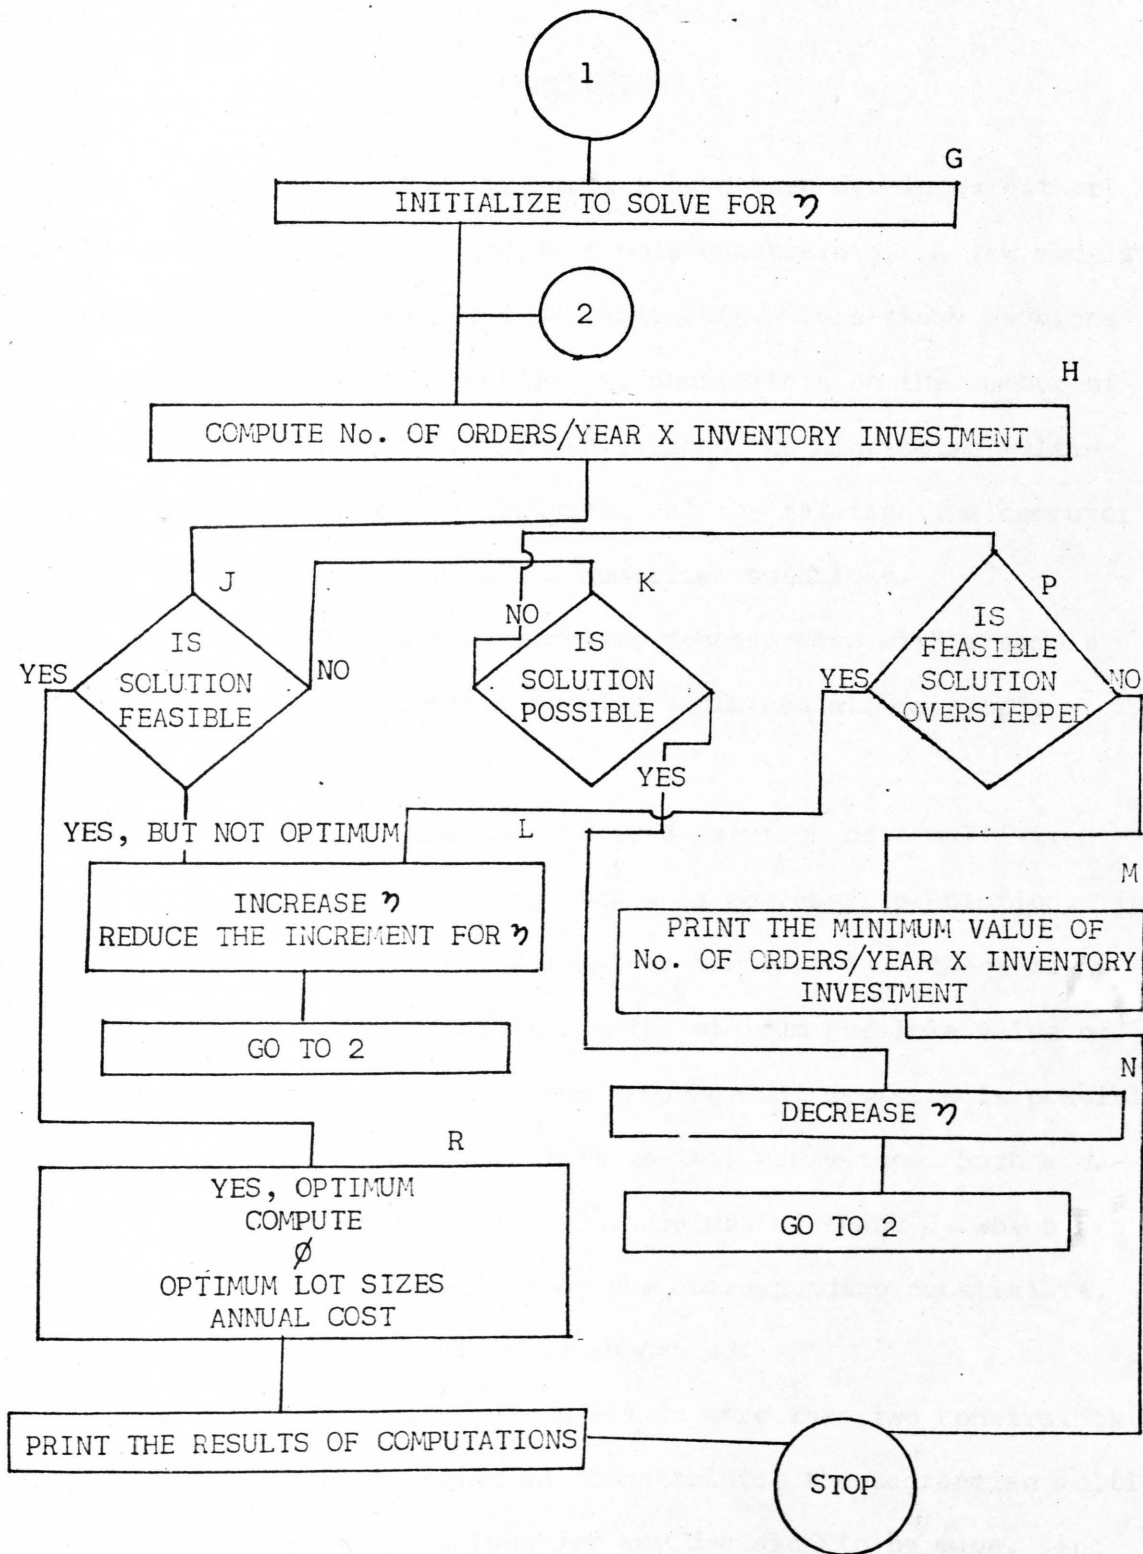 1
G
INITIALIZE TO SOLVE FOR η
2
H
COMPUTE No. OF ORDERS/YEAR X INVENTORY INVESTMENT
J
K
P
IS
SOLUTION
FEASIBLE
YES
NO
NO
IS
SOLUTION
POSSIBLE
YES
IS
FEASIBLE
SOLUTION
OVERSTEPPED
YES
NO
YES, BUT NOT OPTIMUM
L
INCREASE η
REDUCE THE INCREMENT FOR η
GO TO 2
M
PRINT THE MINIMUM VALUE OF
No. OF ORDERS/YEAR X INVENTORY
INVESTMENT
N
DECREASE η
GO TO 2
R
YES, OPTIMUM
COMPUTE
ø
OPTIMUM LOT SIZES
ANNUAL COST
PRINT THE RESULTS OF COMPUTATIONS
STOP